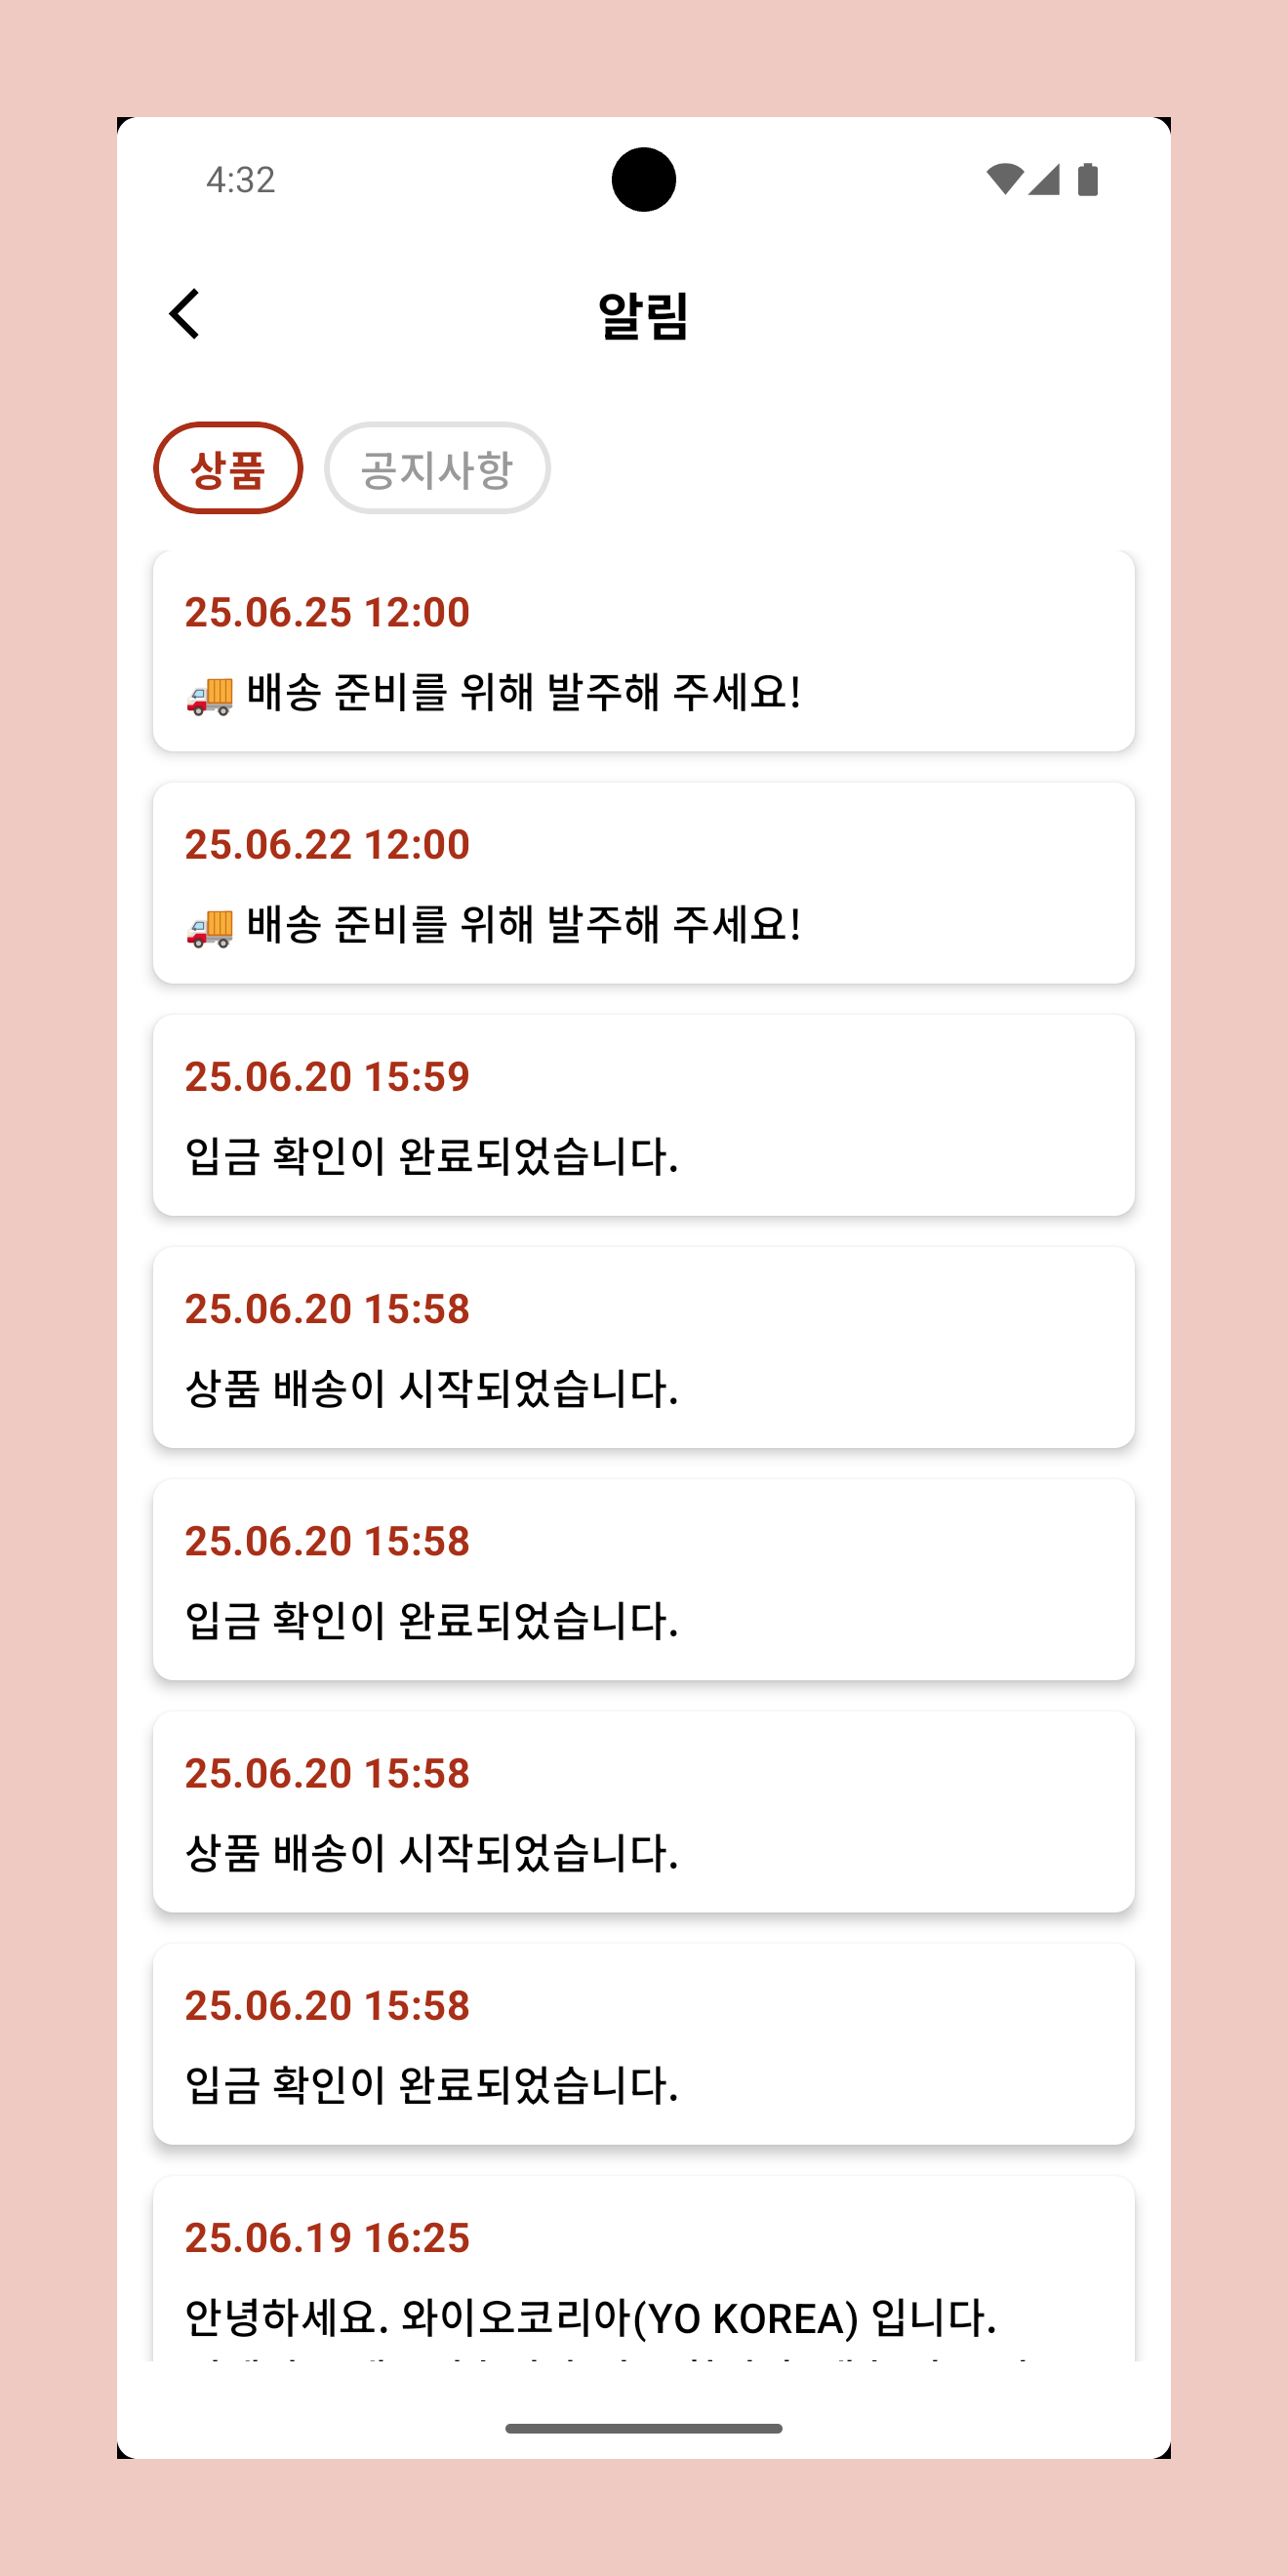 4:32
알림
상품 공지사항
25.06.25 12:00
🚚 배송 준비를 위해 발주해 주세요!
25.06.22 12:00
🚚 배송 준비를 위해 발주해 주세요!
25.06.20 15:59
입금 확인이 완료되었습니다.
25.06.20 15:58
상품 배송이 시작되었습니다.
25.06.20 15:58
입금 확인이 완료되었습니다.
25.06.20 15:58
상품 배송이 시작되었습니다.
25.06.20 15:58
입금 확인이 완료되었습니다.
25.06.19 16:25
안녕하세요. 와이오코리아(YO KOREA) 입니다.